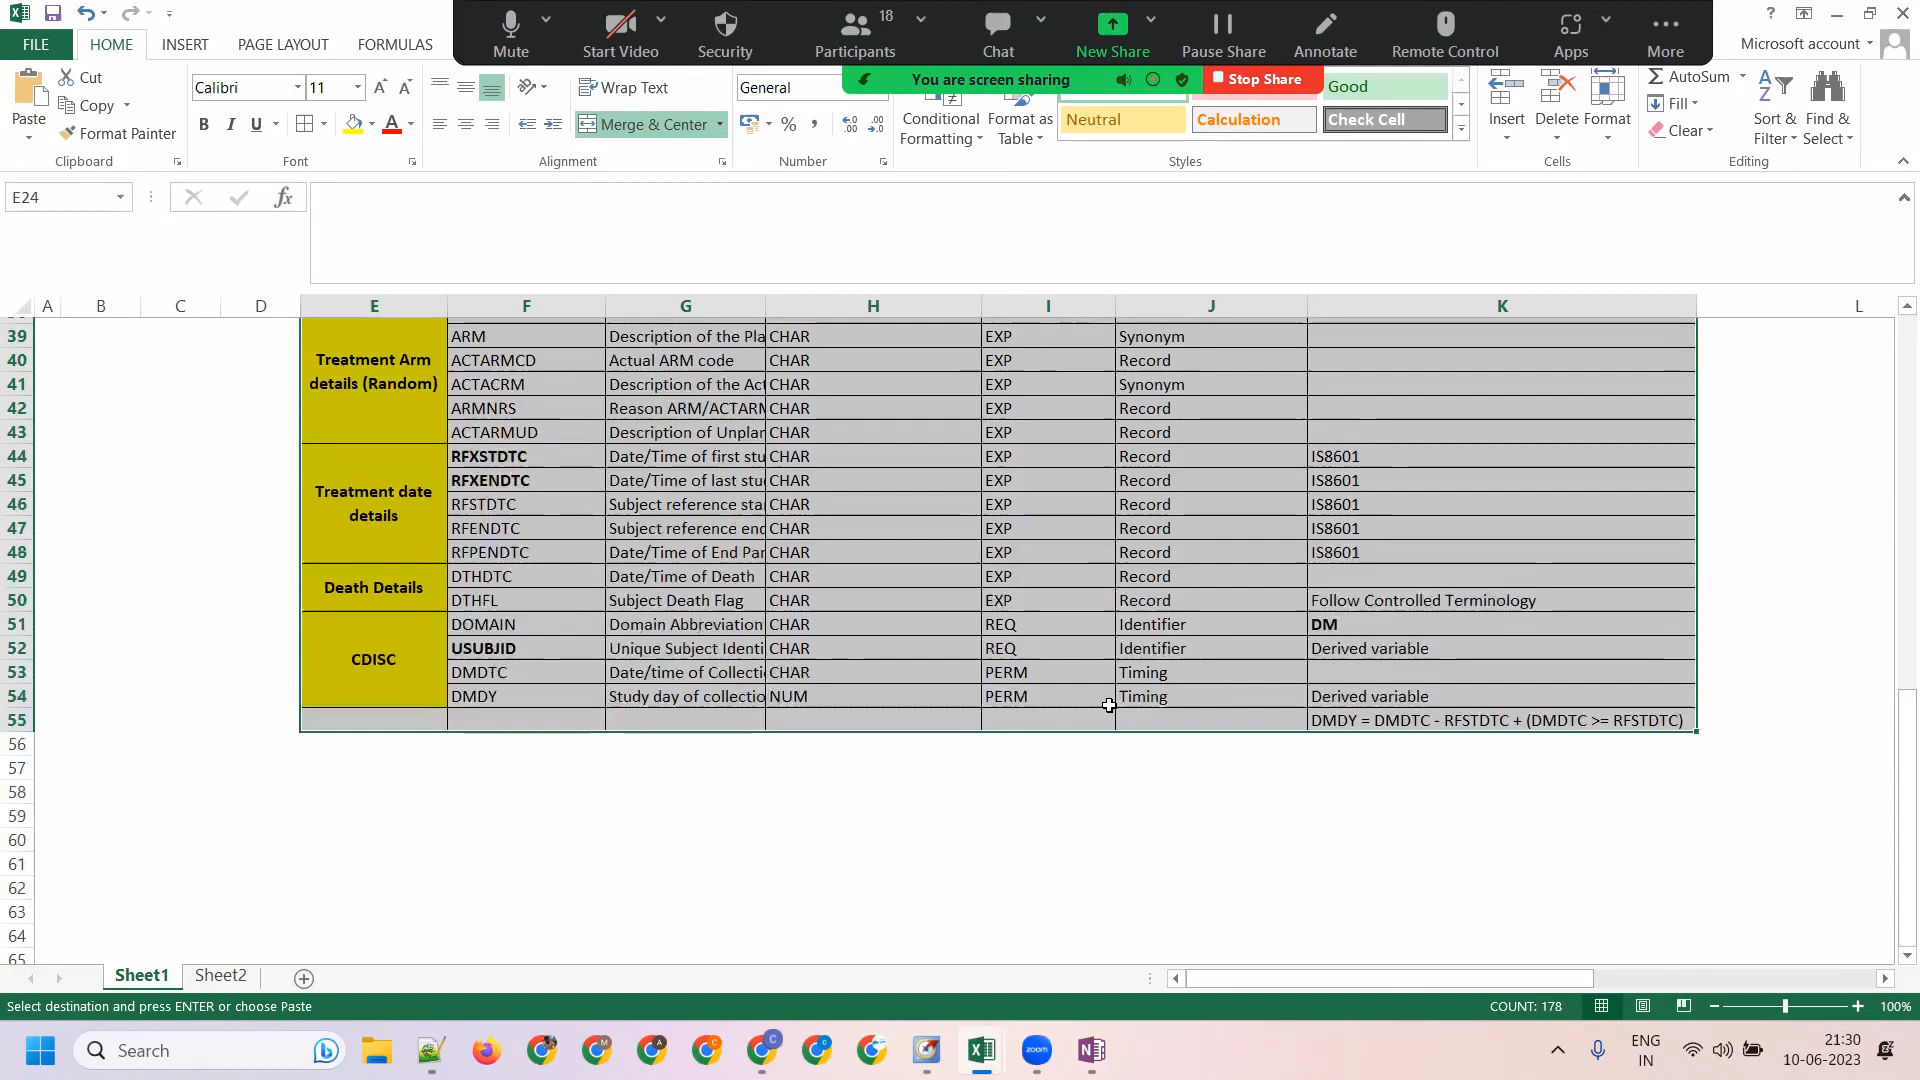 Mute
Start Video
Security
Participants
18
Chat
New Share
Pause Share
Annotate
Remote Control
Apps
More
You are screen sharing
Stop Share
FILE
HOME
INSERT
PAGE LAYOUT
FORMULAS
Microsoft account
Cut
Copy
Format Painter
Paste
Clipboard
Calibri
11
Font
Wrap Text
Merge & Center
Alignment
General
Number
Conditional Formatting
Format as Table
Good
Neutral
Calculation
Check Cell
Styles
Insert
Delete
Format
Cells
AutoSum
Fill
Clear
Sort & Filter
Find & Select
Editing
E24
A B C D E F G H I J K L
39 ARM Description of the Pla CHAR EXP Synonym
Treatment Arm details (Random)
40 ACTARMCD Actual ARM code CHAR EXP Record
41 ACTACRM Description of the Act CHAR EXP Synonym
42 ARMNRS Reason ARM/ACTARM CHAR EXP Record
43 ACTARMUD Description of Unplan CHAR EXP Record
44 RFXSTDTC Date/Time of first stu CHAR EXP Record IS8601
45 RFXENDTC Date/Time of last stu CHAR EXP Record IS8601
Treatment date details
46 RFSTDTC Subject reference sta CHAR EXP Record IS8601
47 RFENDTC Subject reference end CHAR EXP Record IS8601
48 RFPENDTC Date/Time of End Par CHAR EXP Record IS8601
49 DTHDTC Date/Time of Death CHAR EXP Record
Death Details
50 DTHFL Subject Death Flag CHAR EXP Record Follow Controlled Terminology
51 DOMAIN Domain Abbreviation CHAR REQ Identifier DM
52 USUBJID Unique Subject Identi CHAR REQ Identifier Derived variable
CDISC
53 DMDTC Date/time of Collecti CHAR PERM Timing
54 DMDY Study day of collectio NUM PERM Timing Derived variable
55 DMDY = DMDTC - RFSTDTC + (DMDTC >= RFSTDTC)
56
57
58
59
60
61
62
63
64
65
Sheet1
Sheet2
Select destination and press ENTER or choose Paste
COUNT: 178
100%
Search
zoom
ENG
IN
21:30
10-06-2023